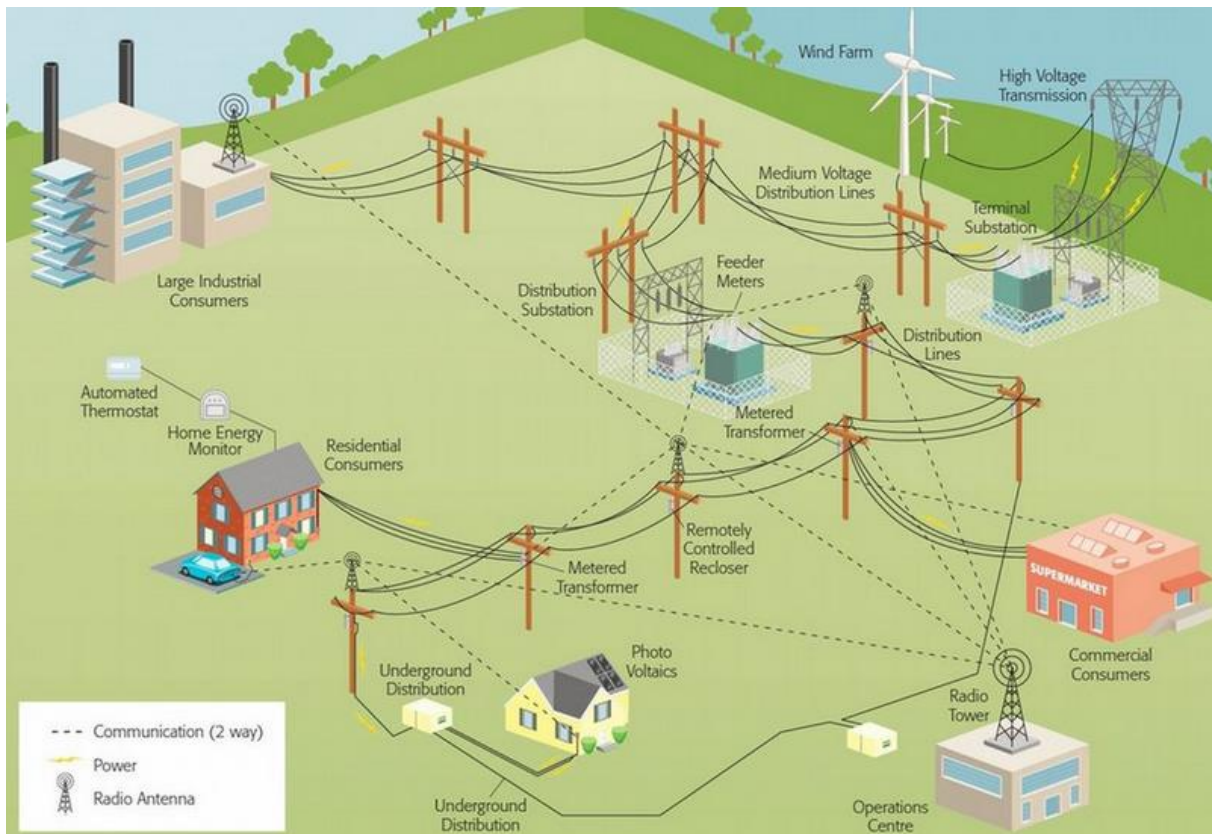 Wind Farm
High Voltage
Transmission
Medium Voltage
Distribution Lines
Terminal
Substation
Large Industrial
Consumers
Distribution
Substation
Feeder
Meters
Distribution
Lines
Automated
Thermostat
Home Energy
Monitor
Residential
Consumers
Metered
Transformer
Remotely
Controlled
Recloser
Metered
Transformer
SUPERMARKET
Commercial
Consumers
Underground
Distribution
Photo
Voltaics
Radio
Tower
Communication (2 way)
Power
Radio Antenna
Underground
Distribution
Operations
Centre